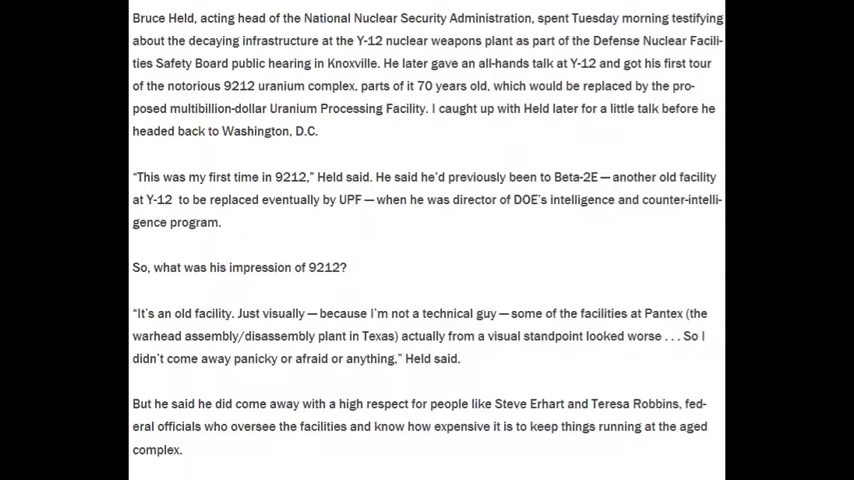 Bruce Held, acting head of the National Nuclear Security Administration, spent Tuesday morning testifying
about the decaying infrastructure at the Y-12 nuclear weapons plant as part of the Defense Nuclear Facili-
ties Safety Board public hearing in Knoxville. He later gave an all-hands talk at Y-12 and got his first tour
of the notorious 9212 uranium complex, parts of it 70 years old, which would be replaced by the pro-
posed multibillion-dollar Uranium Processing Facility. I caught up with Held later for a little talk before he
headed back to Washington, D.C.
“This was my first time in 9212,” Held said. He said he’d previously been to Beta-2E — another old facility
at Y-12 to be replaced eventually by UPF — when he was director of DOE’s intelligence and counter-intelli-
gence program.
So, what was his impression of 9212?
“It’s an old facility. Just visually — because I’m not a technical guy — some of the facilities at Pantex (the
warhead assembly/disassembly plant in Texas) actually from a visual standpoint looked worse . . . So I
didn’t come away panicky or afraid or anything,” Held said.
But he said he did come away with a high respect for people like Steve Erhart and Teresa Robbins, fed-
eral officials who oversee the facilities and know how expensive it is to keep things running at the aged
complex.